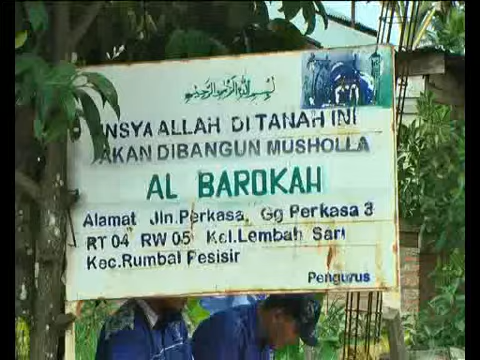 بسم الله الرحمن الرحيم
INSYA ALLAH DI TANAH INI
AKAN DIBANGUN MUSHOLLA
AL BAROKAH
Alamat Jln.Perkasa, Gg Perkasa 3
RT 04 RW 05 Kel.Lembah Sari
Kec.Rumbai Pesisir
Pengurus